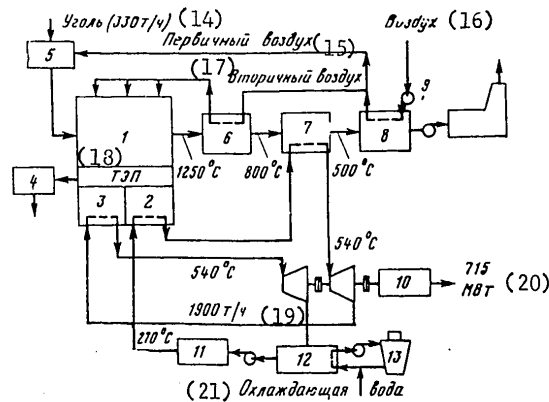 Уголь (330 т/ч) (14)
Воздух (16)
Первичный воздух (15)
5
(17) Вторичный воздух
9
1
6
7
8
(18)
1250°С
800°С
500°С
4
ТЭП
3
2
540°С
540°С
715 МВт (20)
10
1900 т/ч (19)
270°С
11
12
13
(21) Охлаждающая вода